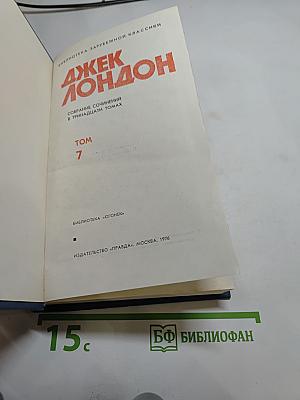 БИБЛИОТЕКА ЗАРУБЕЖНОЙ КЛАССИКИ
ДЖЕК
ЛОНДОН
СОБРАНИЕ СОЧИНЕНИЙ
В ТРИНАДЦАТИ ТОМАХ
ТОМ
7
БИБЛИОТЕКА «ОГОНЕК»
ИЗДАТЕЛЬСТВО «ПРАВДА». МОСКВА. 1976
15 с
БФ БИБЛИОФАН